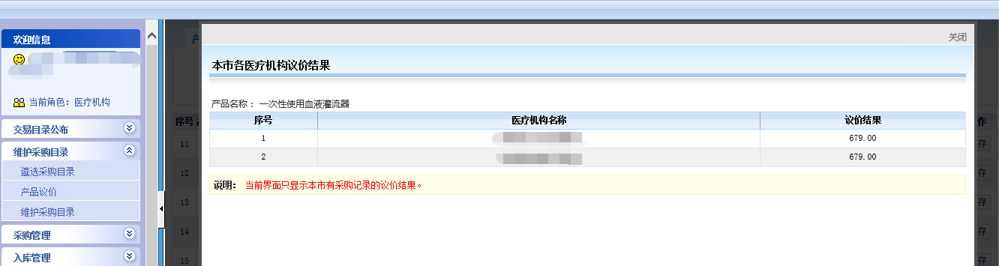 欢迎信息
当前角色：医疗机构
交易目录公布
维护采购目录
遴选采购目录
产品议价
维护采购目录
采购管理
入库管理
关闭
本市各医疗机构议价结果
产品名称： 一次性使用血液灌流器
序号 医疗机构名称 议价结果
1 679.00
2 679.00
说明： 当前界面只显示本市有采购记录的议价结果。
序号
11
12
13
14
15
作
存
存
存
存
存